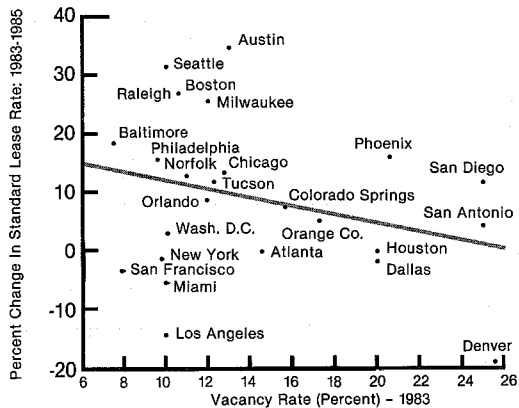 Percent Change In Standard Lease Rate: 1983-1985
40
30
20
10
0
-10
-20
Austin
Seattle
Boston
Raleigh
Milwaukee
Baltimore
Philadelphia
Phoenix
Norfolk
Chicago
San Diego
Tucson
Orlando
Colorado Springs
San Antonio
Wash. D.C.
Orange Co.
New York
Atlanta
Houston
San Francisco
Dallas
Miami
Los Angeles
Denver
6 8 10 12 14 16 18 20 22 24 26
Vacancy Rate (Percent) - 1983